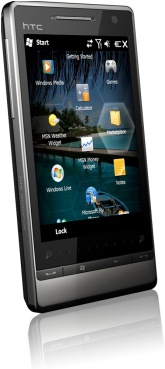 hTC
Start
Getting Started
Windows Media
Games
Calculator
Marketplace
MSN Weather
Widget
MSN Money
Widget
Windows Live
Notes
Microsoft
Lock